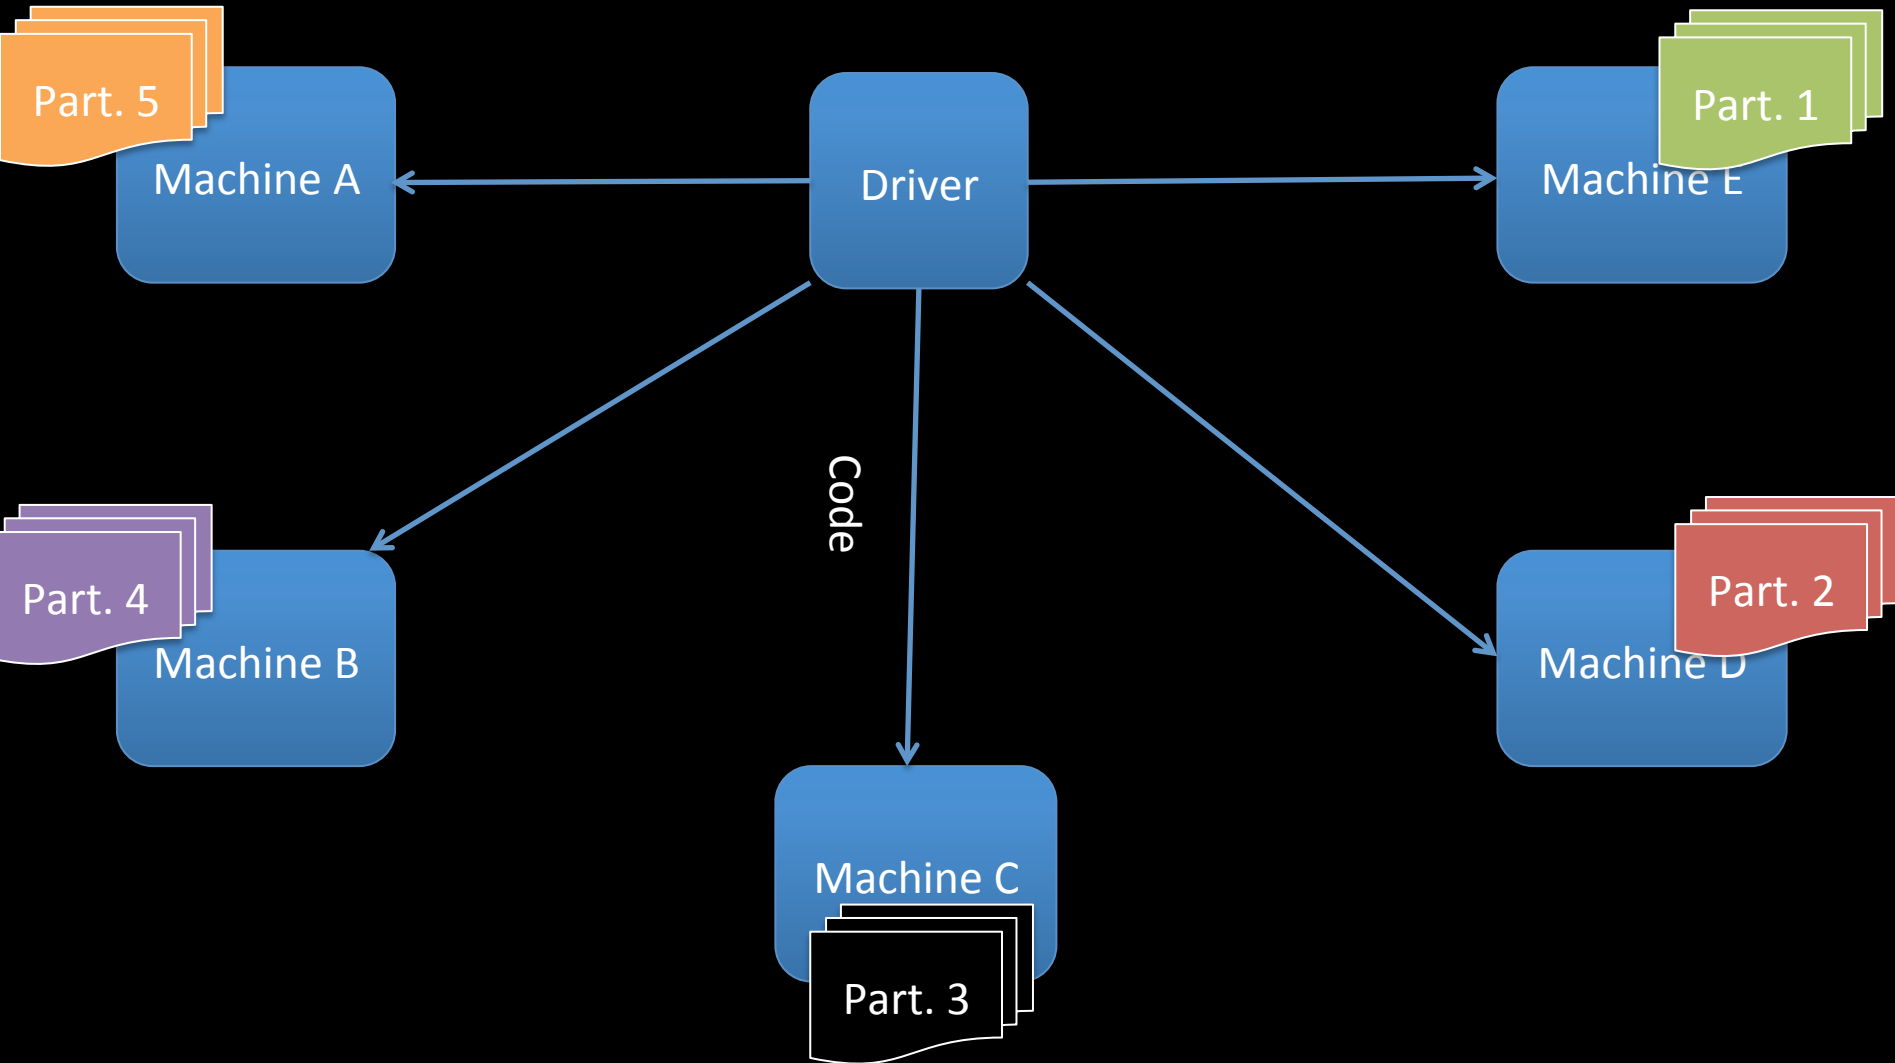 Part. 5
Machine A
Driver
Part. 1
Machine E
Code
Part. 4
Machine B
Part. 2
Machine D
Machine C
Part. 3